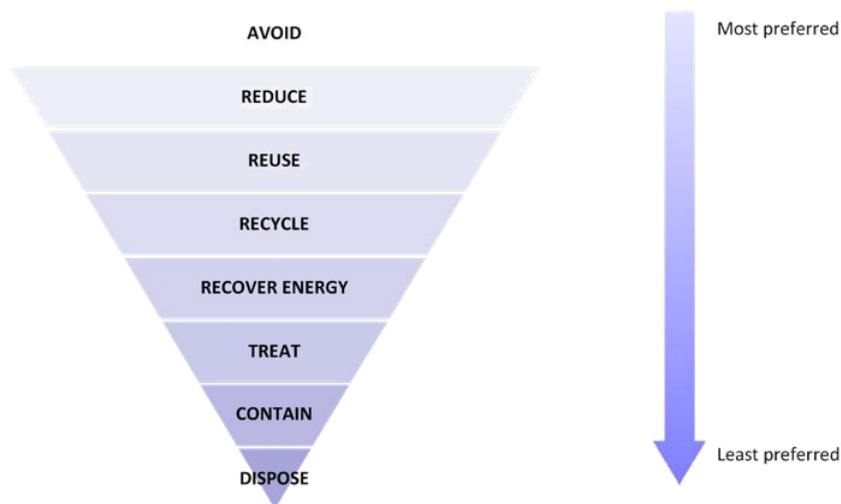 AVOID
Most preferred
REDUCE
REUSE
RECYCLE
RECOVER ENERGY
TREAT
CONTAIN
Least preferred
DISPOSE